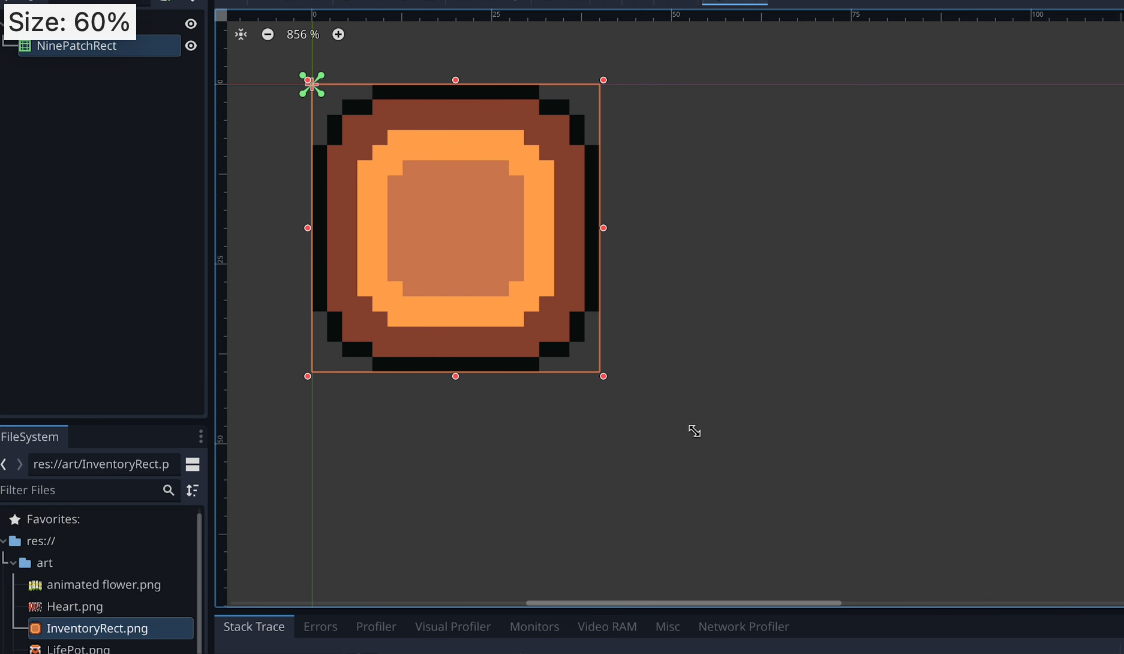 Size: 60%
NinePatchRect
0 25 50 75 100
856 %
0
25
50
FileSystem
res://art/InventoryRect.p
Filter Files
Favorites:
res://
art
animated flower.png
Heart.png
InventoryRect.png
LifePot.png
Stack Trace Errors Profiler Visual Profiler Monitors Video RAM Misc Network Profiler